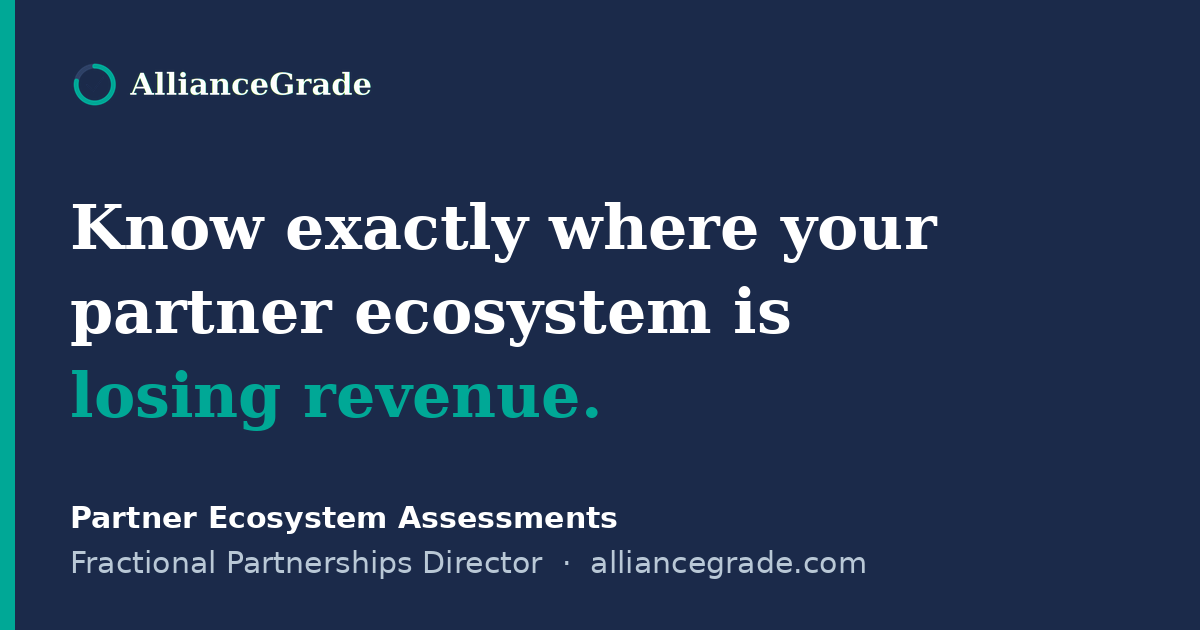 AllianceGrade
Know exactly where your
partner ecosystem is
losing revenue.
Partner Ecosystem Assessments
Fractional Partnerships Director · alliancegrade.com